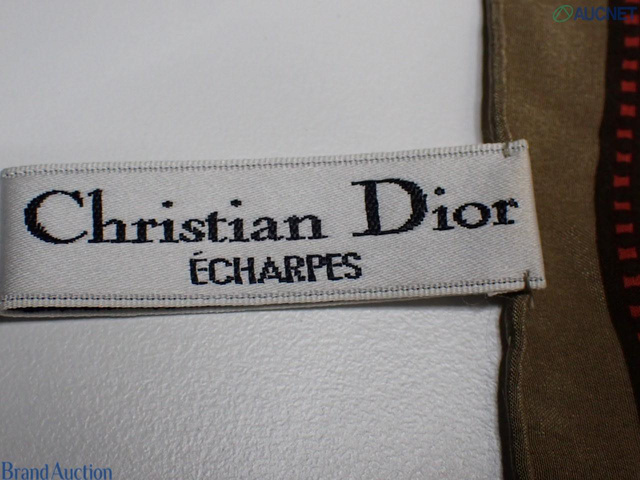 AUCNET
Christian Dior
ÉCHARPES
Brand Auction